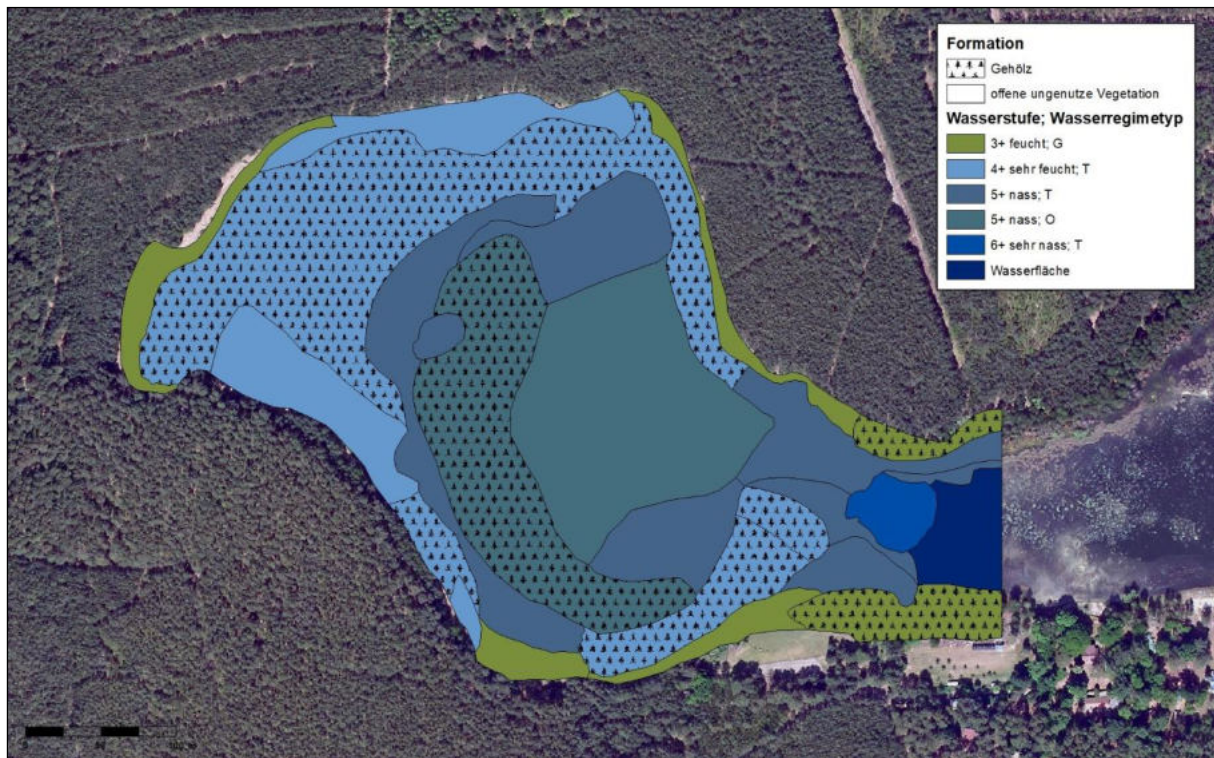 Formation
Gehölz
offene ungenutze Vegetation
Wasserstufe; Wasserregimetyp
3+ feucht; G
4+ sehr feucht; T
5+ nass; T
5+ nass; O
6+ sehr nass; T
Wasserfläche